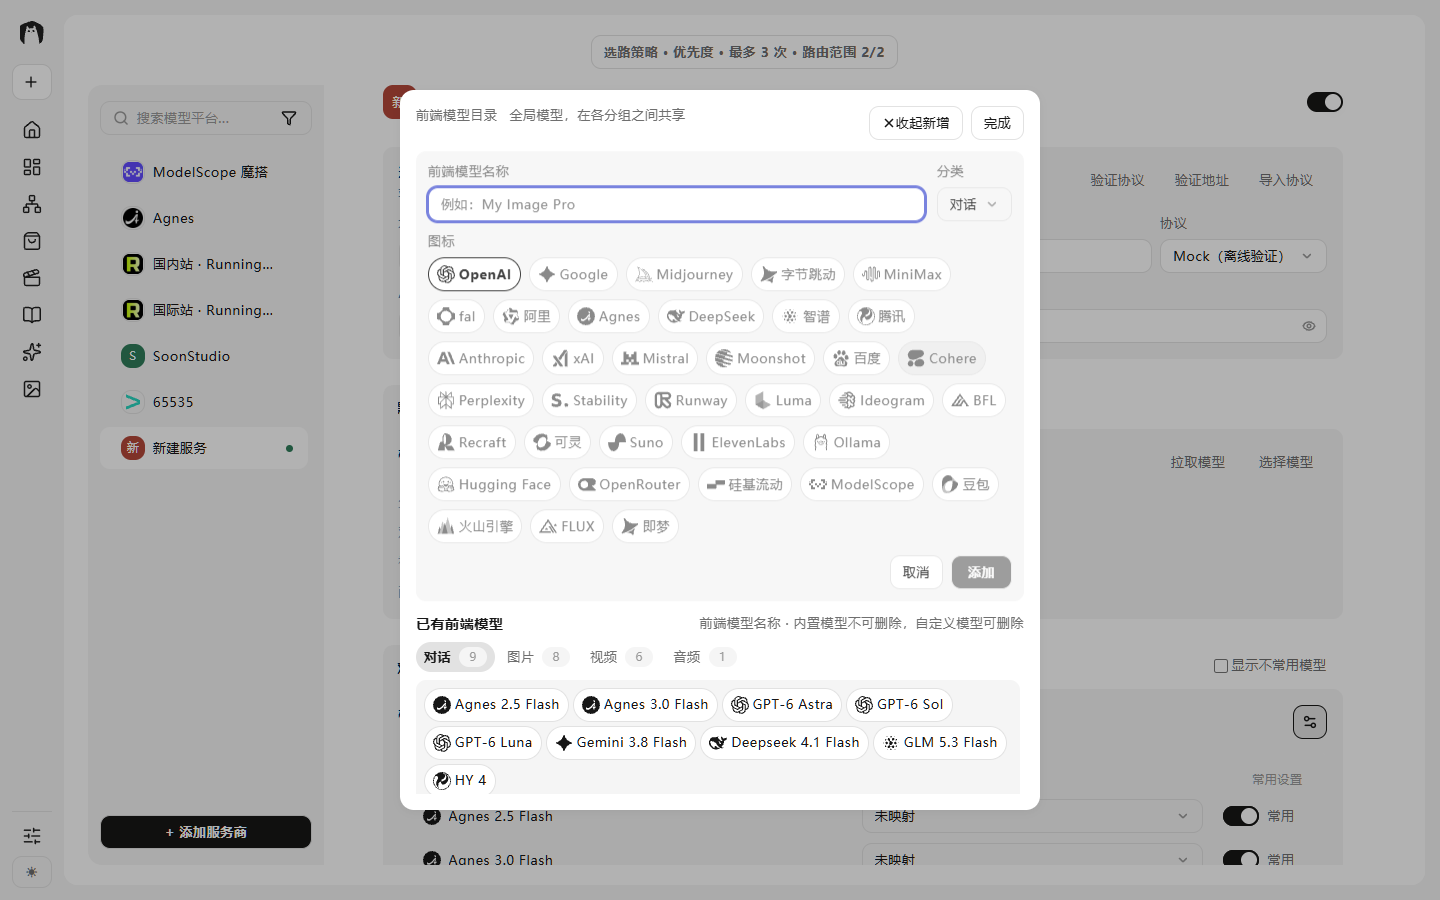 选路策略 • 优先度 • 最多 3 次 • 路由范围 2/2
搜索模型平台...
ModelScope 魔搭
Agnes
国内站 · Running...
国际站 · Running...
S SoonStudio
65535
新 新建服务
+ 添加服务商
前端模型目录 全局模型，在各分组之间共享
✕收起新增
完成
前端模型名称
分类
例如：My Image Pro
对话
图标
OpenAI Google Midjourney 字节跳动 MiniMax
fal 阿里 Agnes DeepSeek 智谱 腾讯
Anthropic xAI Mistral Moonshot 百度 Cohere
Perplexity Stability Runway Luma Ideogram BFL
Recraft 可灵 Suno ElevenLabs Ollama
Hugging Face OpenRouter 硅基流动 ModelScope 豆包
火山引擎 FLUX 即梦
取消 添加
已有前端模型
前端模型名称 · 内置模型不可删除，自定义模型可删除
对话 9 图片 8 视频 6 音频 1
Agnes 2.5 Flash Agnes 3.0 Flash GPT-6 Astra GPT-6 Sol
GPT-6 Luna Gemini 3.8 Flash Deepseek 4.1 Flash GLM 5.3 Flash
HY 4
验证协议 验证地址 导入协议
协议
Mock（离线验证）
拉取模型 选择模型
显示不常用模型
常用设置
Agnes 2.5 Flash 未映射 常用
Agnes 3.0 Flash 未映射 常用